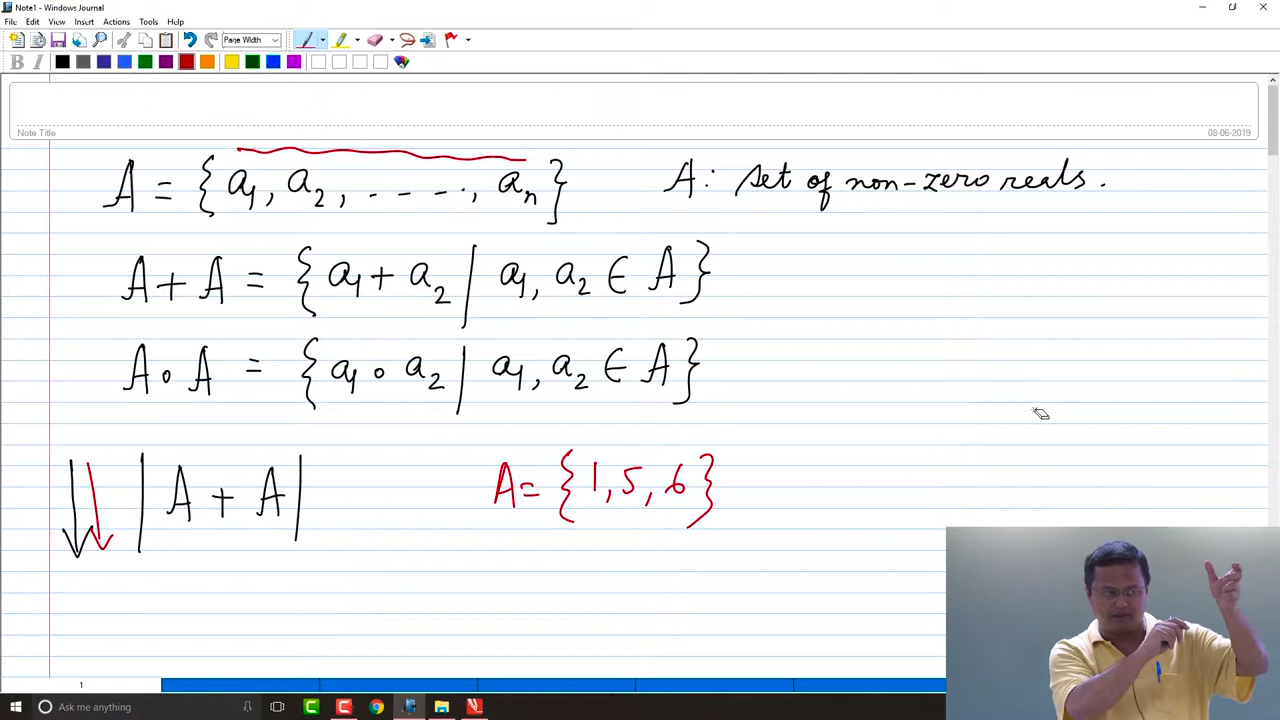 Note1 - Windows Journal
File Edit View Insert Actions Tools Help
Page Width
B I
Note Title
08-06-2019
A = {a1, a2, - - - -, an} A: set of non-zero reals.
A + A = {a1 + a2 | a1, a2 ∈ A}
A ∘ A = {a1 ∘ a2 | a1, a2 ∈ A}
|A + A| A = {1, 5, 6}
1
Ask me anything